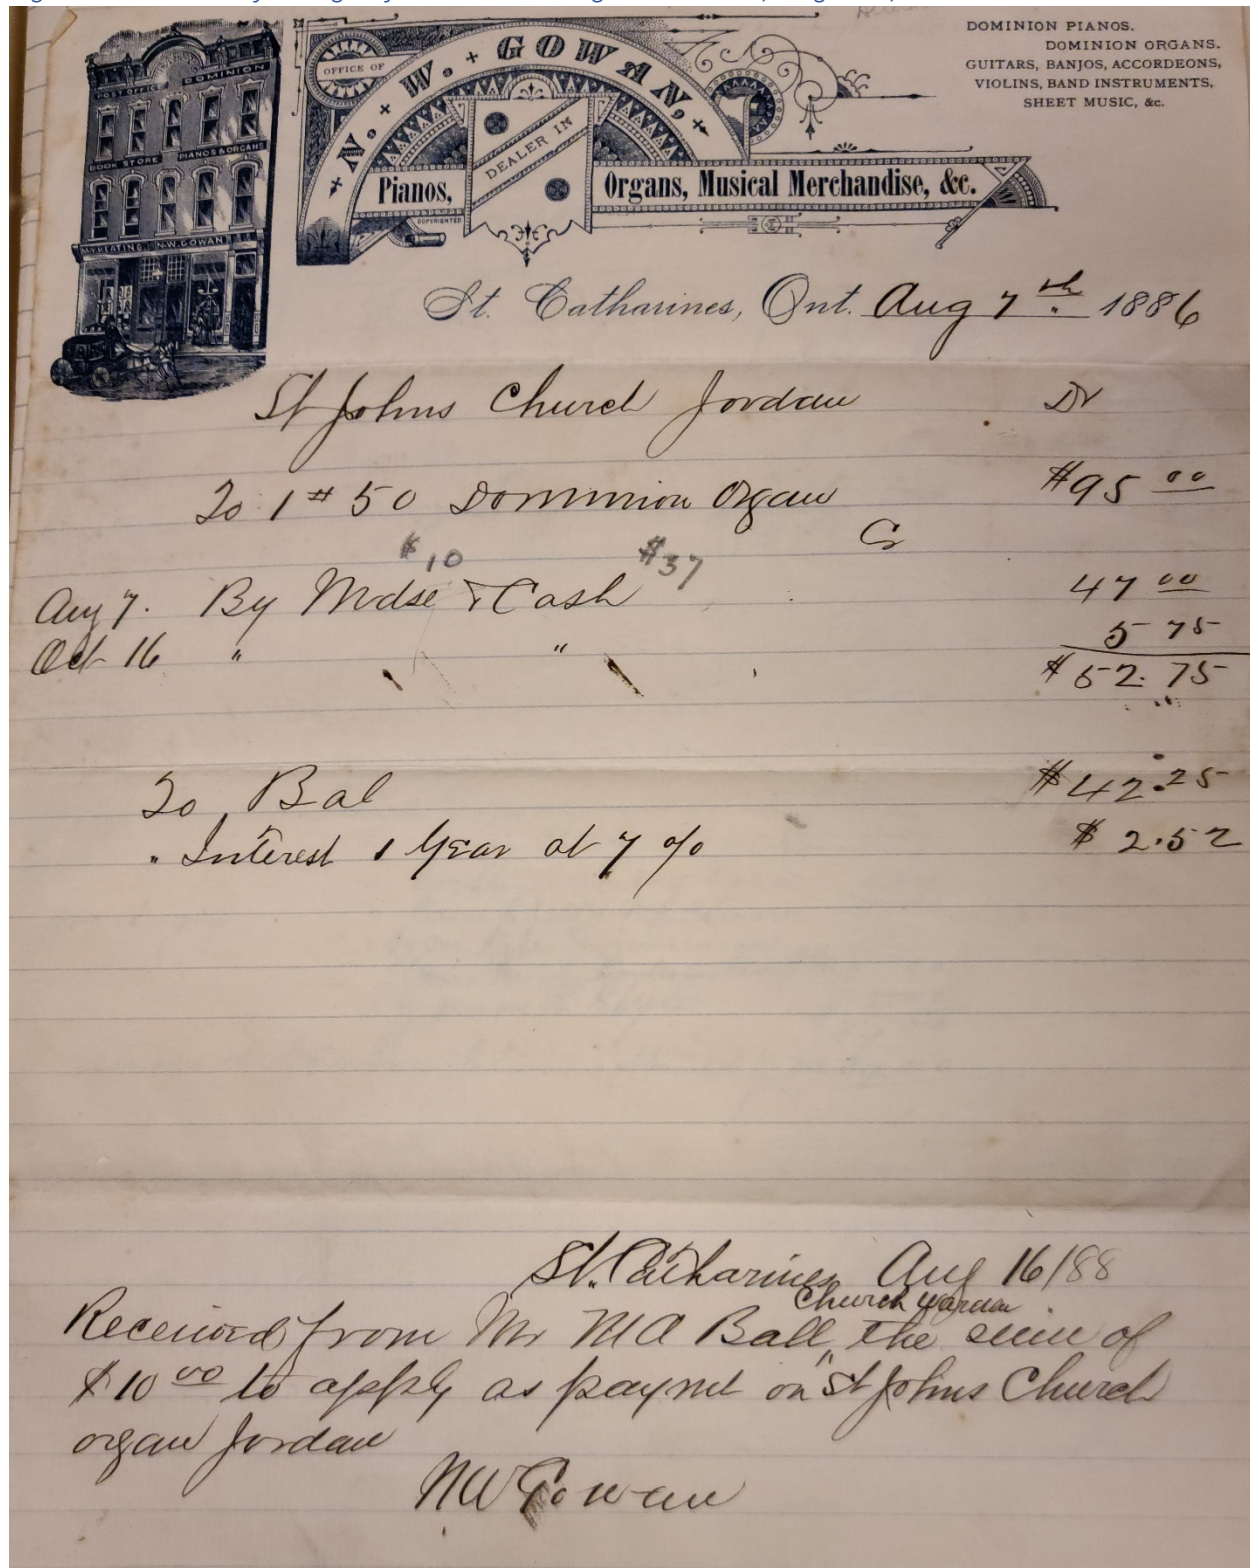 DOMINION PIANOS.
DOMINION ORGANS.
GUITARS, BANJOS, ACCORDEONS,
VIOLINS, BAND INSTRUMENTS,
SHEET MUSIC, &c.
OFFICE OF
N. W. GOWAN,
DEALER IN
Pianos, Organs, Musical Merchandise, &c.
COPYRIGHTED
DOMINION
POST OFFICE
BOOK STORE PIANOS & ORGANS
N.W. GOWAN
St. Catharines, Ont. Aug 7th. 1886
St Johns Church Jordan Dr
To 1 # 50 Dominion Organ $95 00
Cr
$10 $37
Aug 7. By Mdse & Cash 47 00
Oct 16 " " 5 75
$52.75
To Bal $42.25
" Interest 1 Year at 7 % $2.52
St. Catharines Aug 16/88
Church Warden
Received from Mr M A Ball, the sum of
$10 00 to apply as paymt on "St Johns Church
organ Jordan
N W Gowan